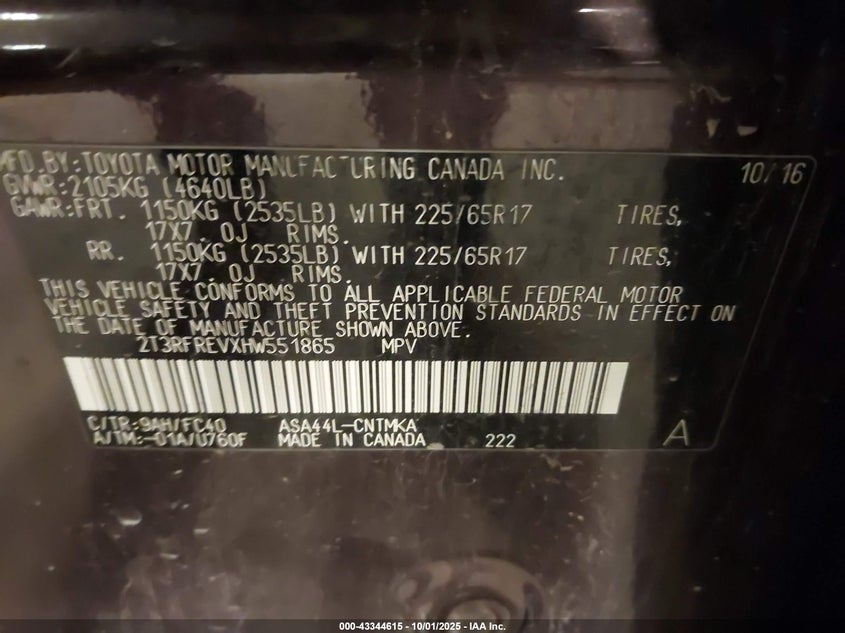 MFD.BY:TOYOTA MOTOR MANUFACTURING CANADA INC. 10/16
GVWR:2105KG (4640LB)
GAWR:FRT. 1150KG (2535LB) WITH 225/65R17 TIRES,
17X7.0J RIMS.
RR. 1150KG (2535LB) WITH 225/65R17 TIRES,
17X7.0J RIMS.
THIS VEHICLE CONFORMS TO ALL APPLICABLE FEDERAL MOTOR
VEHICLE SAFETY AND THEFT PREVENTION STANDARDS IN EFFECT ON
THE DATE OF MANUFACTURE SHOWN ABOVE.
2T3RFREVXHW551865 MPV
C/TR:9AH/FC40 ASA44L-CNTMKA
A/TM:-01A/U760F MADE IN CANADA 222 A
000-43344615 - 10/01/2025 - IAA Inc.